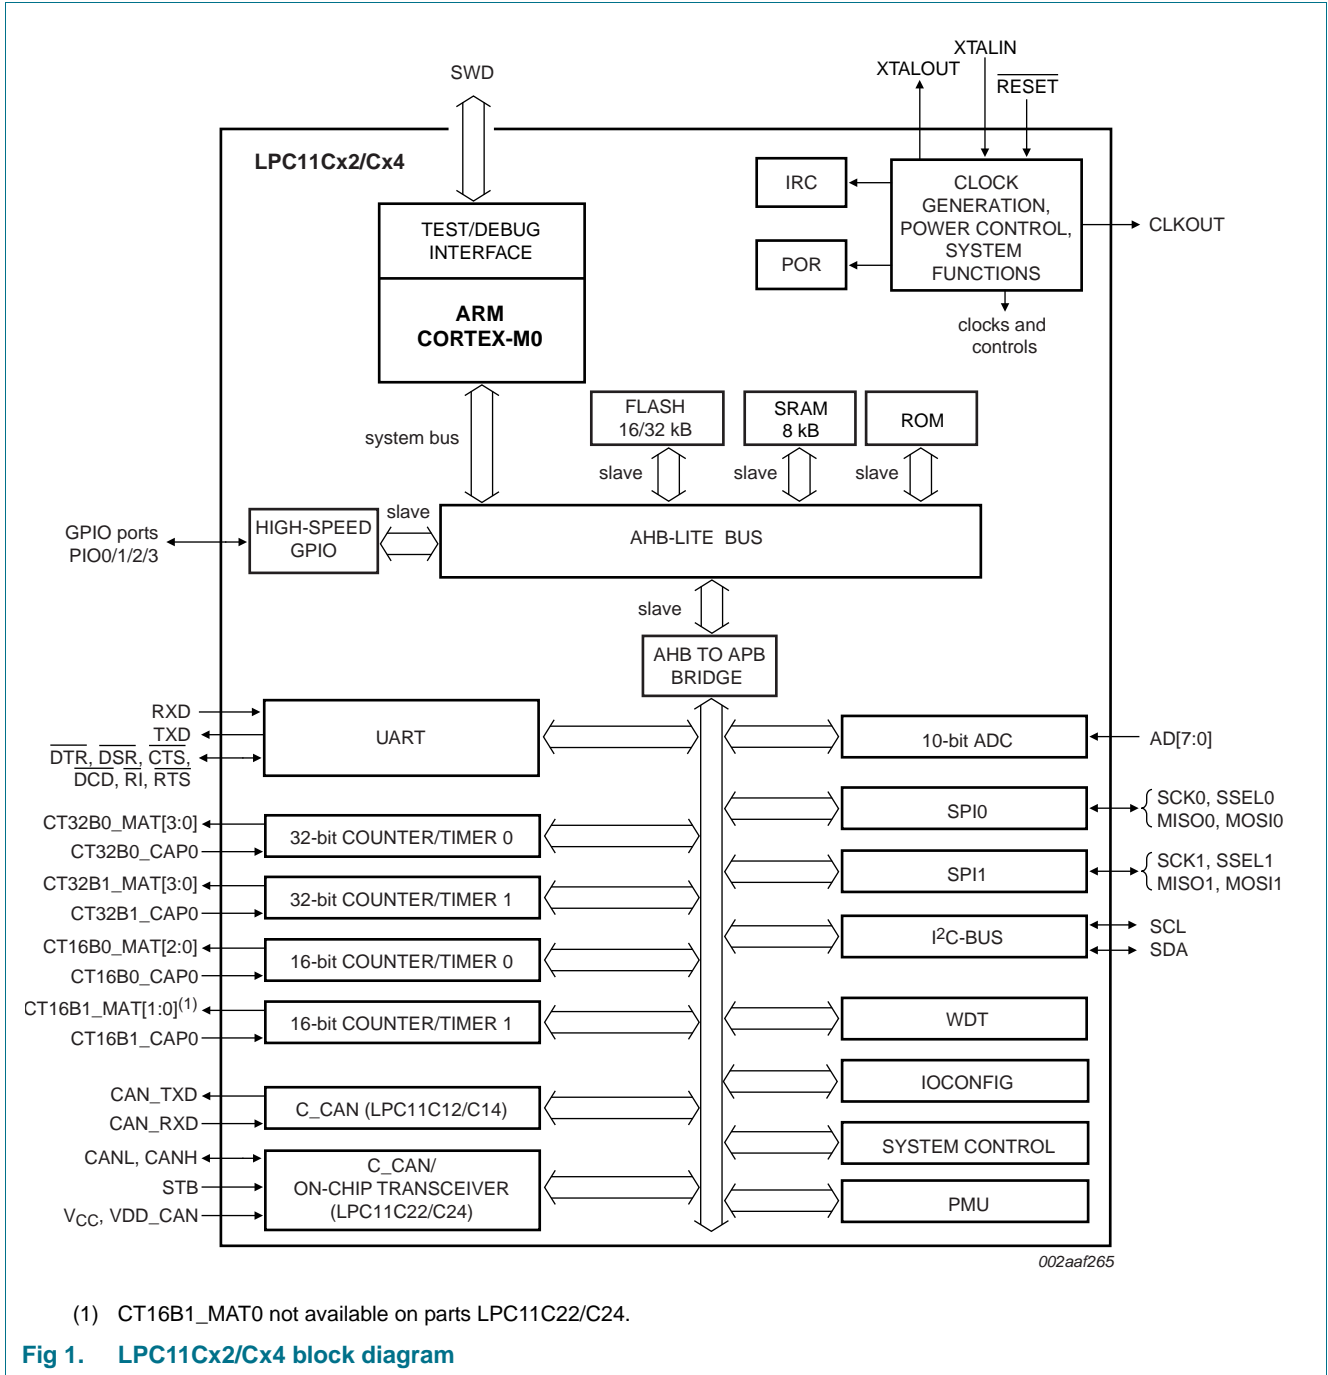 SWD
XTALIN
XTALOUT
RESET
LPC11Cx2/Cx4
TEST/DEBUG
INTERFACE
ARM
CORTEX-M0
IRC
POR
CLOCK
GENERATION,
POWER CONTROL,
SYSTEM
FUNCTIONS
CLKOUT
clocks and
controls
system bus
FLASH
16/32 kB
SRAM
8 kB
ROM
slave
slave
slave
slave
GPIO ports
PIO0/1/2/3
HIGH-SPEED
GPIO
AHB-LITE BUS
slave
AHB TO APB
BRIDGE
RXD
TXD
DTR, DSR, CTS,
DCD, RI, RTS
UART
CT32B0_MAT[3:0]
CT32B0_CAP0
32-bit COUNTER/TIMER 0
CT32B1_MAT[3:0]
CT32B1_CAP0
32-bit COUNTER/TIMER 1
CT16B0_MAT[2:0]
CT16B0_CAP0
16-bit COUNTER/TIMER 0
CT16B1_MAT[1:0](1)
CT16B1_CAP0
16-bit COUNTER/TIMER 1
CAN_TXD
CAN_RXD
C_CAN (LPC11C12/C14)
CANL, CANH
STB
VCC, VDD_CAN
C_CAN/
ON-CHIP TRANSCEIVER
(LPC11C22/C24)
10-bit ADC
AD[7:0]
SPI0
SCK0, SSEL0
MISO0, MOSI0
SPI1
SCK1, SSEL1
MISO1, MOSI1
I2C-BUS
SCL
SDA
WDT
IOCONFIG
SYSTEM CONTROL
PMU
002aaf265
(1) CT16B1_MAT0 not available on parts LPC11C22/C24.
Fig 1. LPC11Cx2/Cx4 block diagram